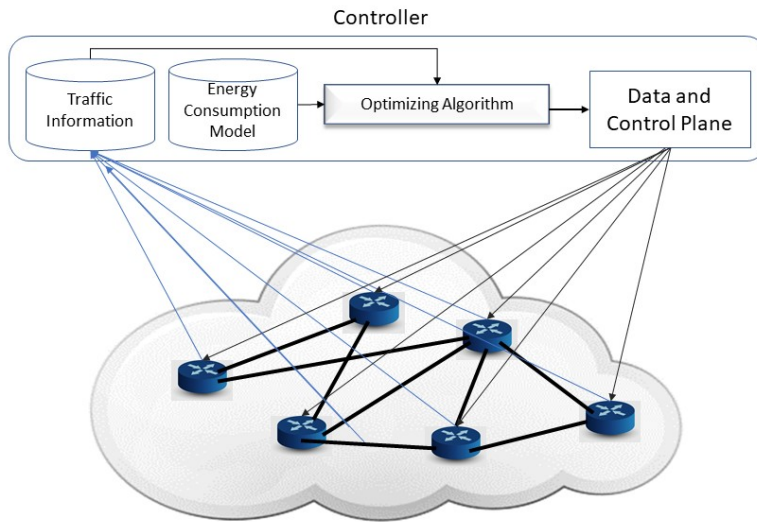 Controller
Traffic
Information
Energy
Consumption
Model
Optimizing Algorithm
Data and
Control Plane